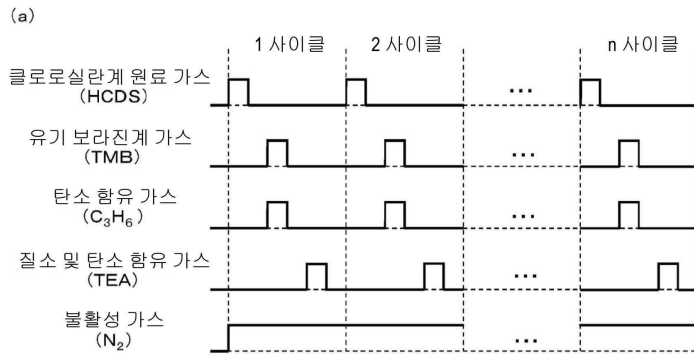 (a)
1 사이클 2 사이클 n 사이클
클로로실란계 원료 가스
(HCDS)
...
유기 보라진계 가스
(TMB)
...
탄소 함유 가스
(C₃H₆)
...
질소 및 탄소 함유 가스
(TEA)
...
불활성 가스
(N₂)
...